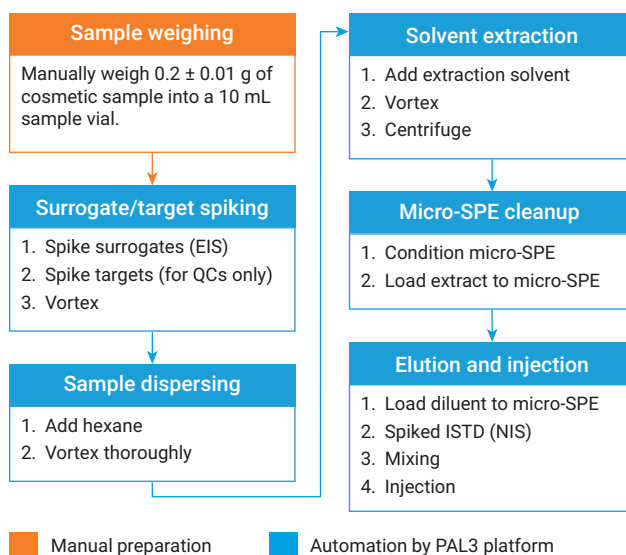 Sample weighing
Manually weigh 0.2 ± 0.01 g of
cosmetic sample into a 10 mL
sample vial.
Surrogate/target spiking
1. Spike surrogates (EIS)
2. Spike targets (for QCs only)
3. Vortex
Sample dispersing
1. Add hexane
2. Vortex thoroughly
Solvent extraction
1. Add extraction solvent
2. Vortex
3. Centrifuge
Micro-SPE cleanup
1. Condition micro-SPE
2. Load extract to micro-SPE
Elution and injection
1. Load diluent to micro-SPE
2. Spiked ISTD (NIS)
3. Mixing
4. Injection
Manual preparation
Automation by PAL3 platform